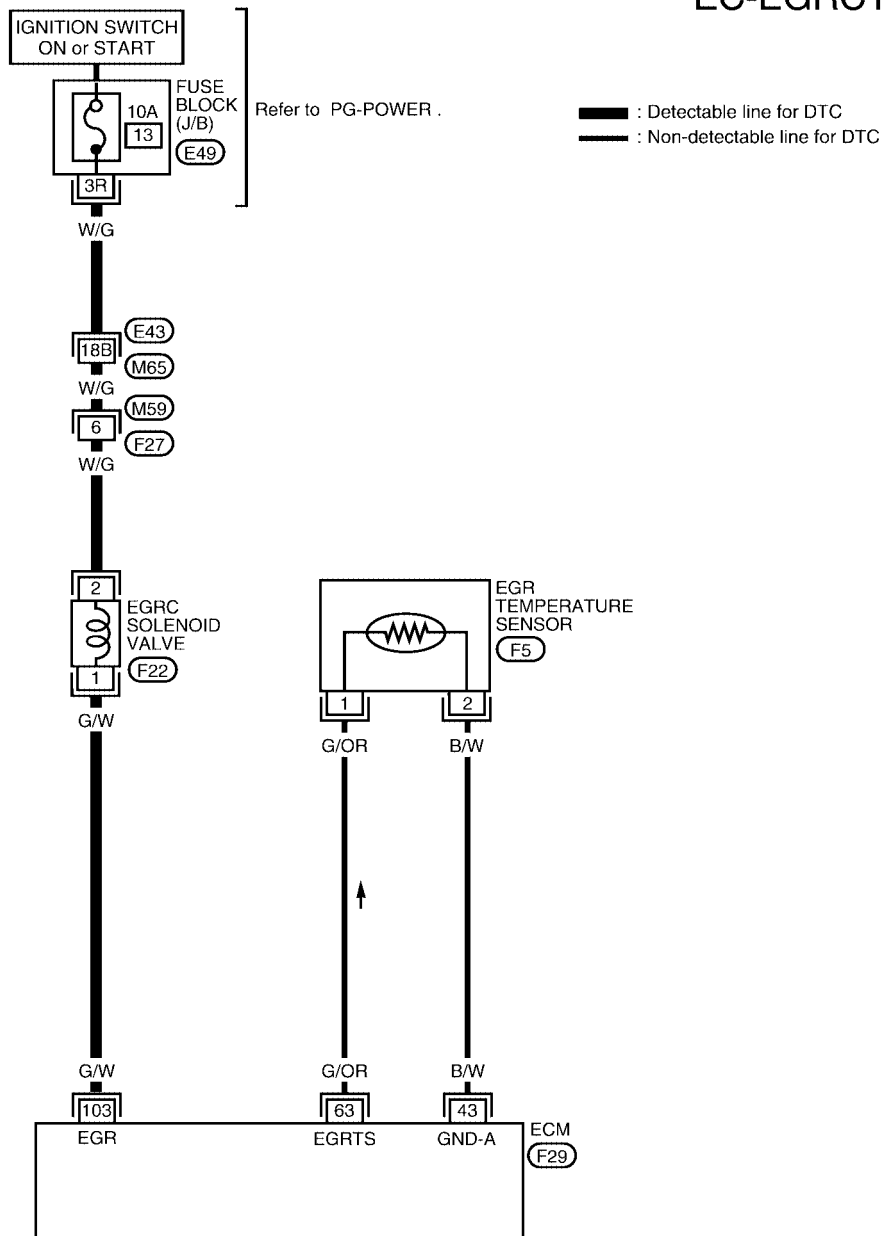 IGNITION SWITCH
ON or START
FUSE
BLOCK
(J/B)
10A
13
E49
Refer to PG-POWER .
: Detectable line for DTC
: Non-detectable line for DTC
3R
W/G
E43
18B
M65
W/G
M59
6
F27
W/G
2
EGRC
SOLENOID
VALVE
F22
1
G/W
EGR
TEMPERATURE
SENSOR
F5
1
2
G/OR
B/W
G/W
G/OR
B/W
103
63
43
EGR
EGRTS
GND-A
ECM
F29